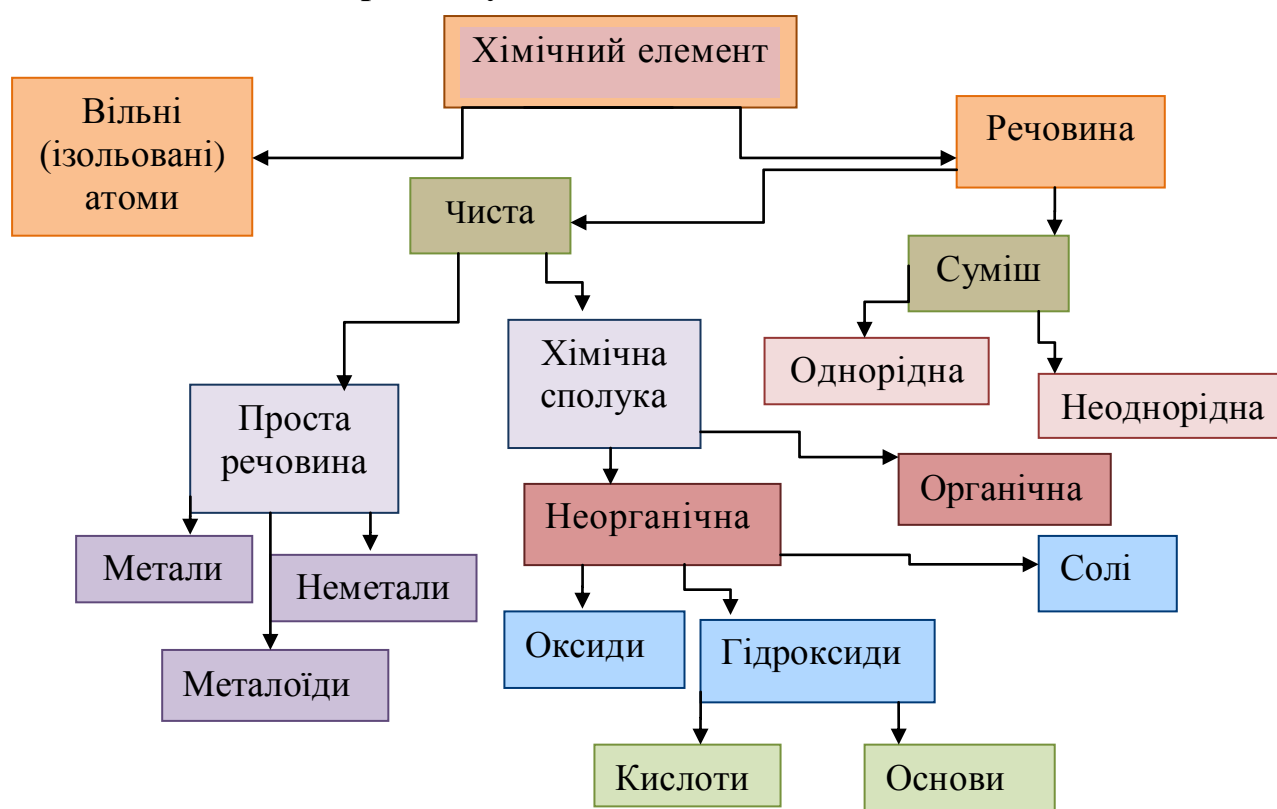 Хімічний елемент
Вільні
(ізольовані)
атоми
Речовина
Чиста
Суміш
Хімічна
сполука
Однорідна
Неоднорідна
Проста
речовина
Органічна
Неорганічна
Метали
Неметали
Солі
Оксиди
Гідроксиди
Металоїди
Кислоти
Основи